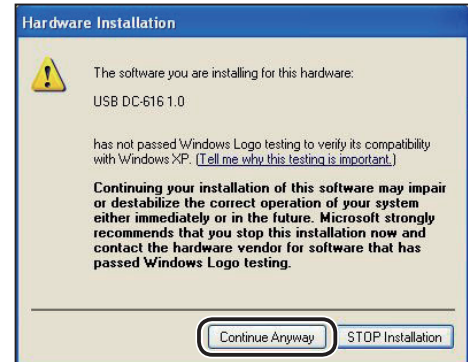 Hardware Installation
The software you are installing for this hardware:
USB DC-616 1.0
has not passed Windows Logo testing to verify its compatibility
with Windows XP. (Tell me why this testing is important.)
Continuing your installation of this software may impair
or destabilize the correct operation of your system
either immediately or in the future. Microsoft strongly
recommends that you stop this installation now and
contact the hardware vendor for software that has
passed Windows Logo testing.
Continue Anyway
STOP Installation